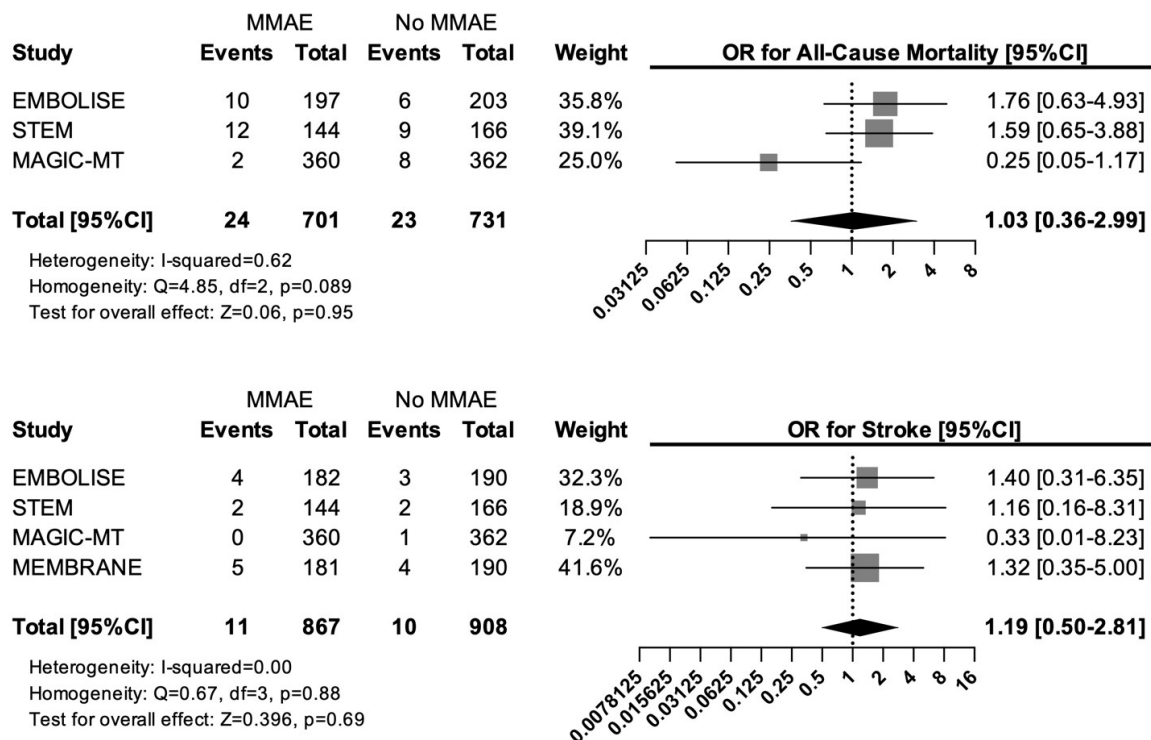 MMAE No MMAE
Study Events Total Events Total Weight OR for All-Cause Mortality [95%CI]
EMBOLISE 10 197 6 203 35.8% 1.76 [0.63-4.93]
STEM 12 144 9 166 39.1% 1.59 [0.65-3.88]
MAGIC-MT 2 360 8 362 25.0% 0.25 [0.05-1.17]
Total [95%CI] 24 701 23 731 1.03 [0.36-2.99]
Heterogeneity: I-squared=0.62
Homogeneity: Q=4.85, df=2, p=0.089
Test for overall effect: Z=0.06, p=0.95
0.03125 0.0625 0.125 0.25 0.5 1 2 4 8
MMAE No MMAE
Study Events Total Events Total Weight OR for Stroke [95%CI]
EMBOLISE 4 182 3 190 32.3% 1.40 [0.31-6.35]
STEM 2 144 2 166 18.9% 1.16 [0.16-8.31]
MAGIC-MT 0 360 1 362 7.2% 0.33 [0.01-8.23]
MEMBRANE 5 181 4 190 41.6% 1.32 [0.35-5.00]
Total [95%CI] 11 867 10 908 1.19 [0.50-2.81]
Heterogeneity: I-squared=0.00
Homogeneity: Q=0.67, df=3, p=0.88
Test for overall effect: Z=0.396, p=0.69
0.0078125 0.015625 0.03125 0.0625 0.125 0.25 0.5 1 2 4 8 16